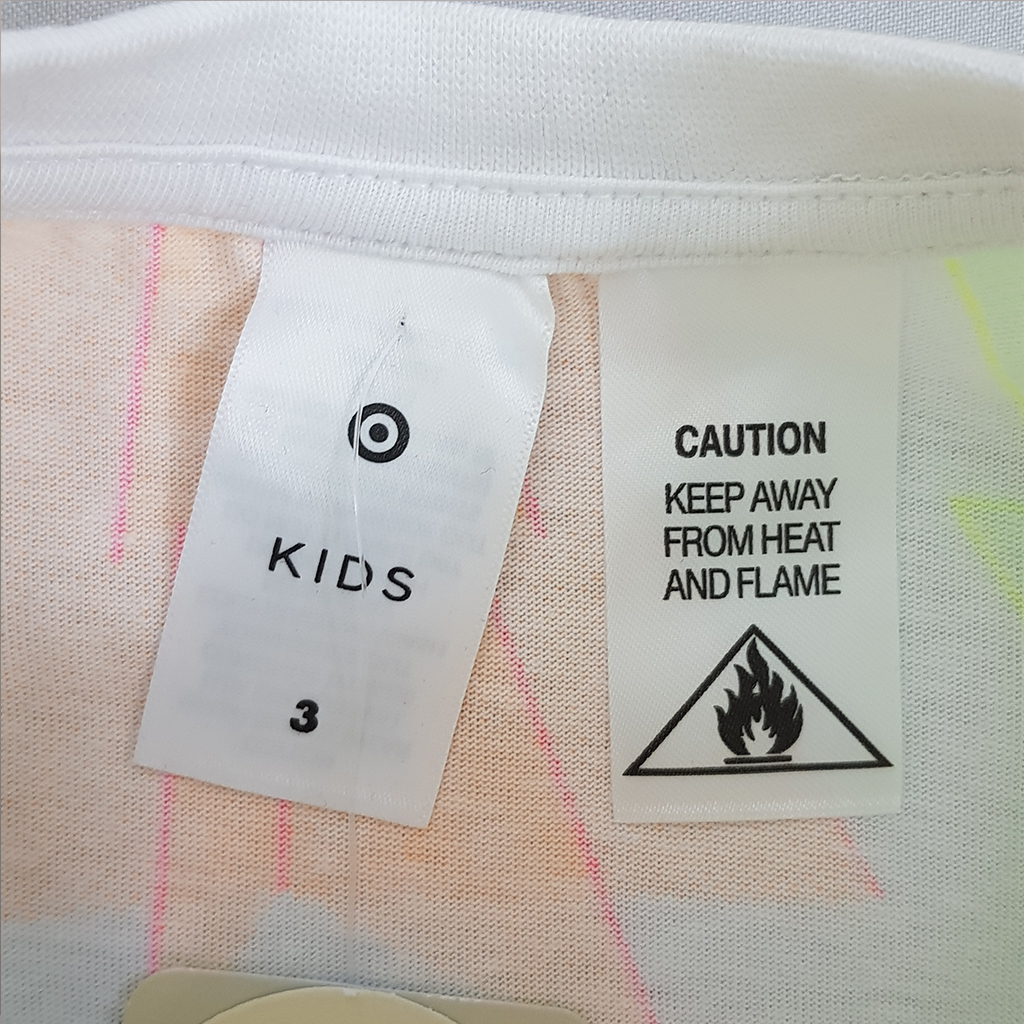 KIDS
3
CAUTION
KEEP AWAY
FROM HEAT
AND FLAME